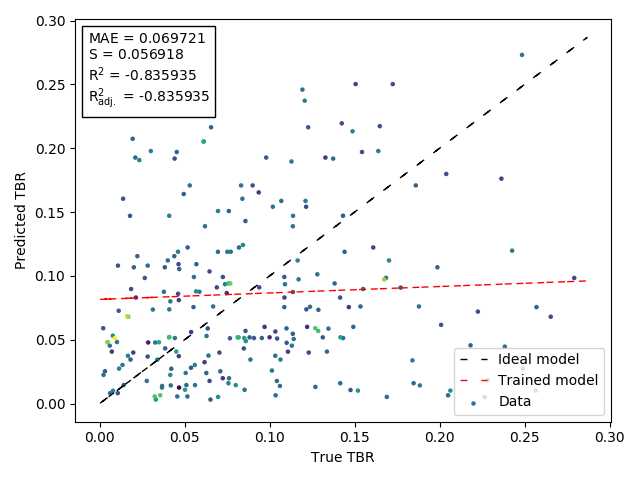 MAE = 0.069721
S = 0.056918
R² = -0.835935
R²adj. = -0.835935
0.30
0.25
0.20
0.15
0.10
0.05
0.00
Predicted TBR
Ideal model
Trained model
Data
0.00 0.05 0.10 0.15 0.20 0.25 0.30
True TBR